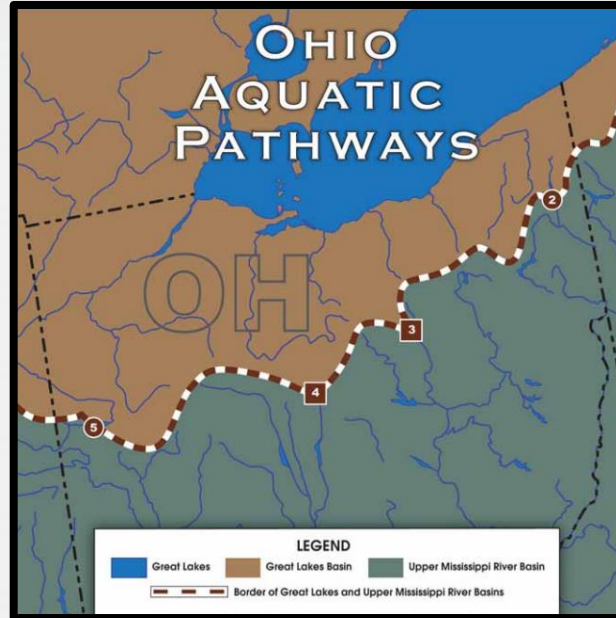 OHIO
AQUATIC
PATHWAYS
2
OH
3
4
5
LEGEND
Great Lakes
Great Lakes Basin
Upper Mississippi River Basin
Border of Great Lakes and Upper Mississippi River Basins